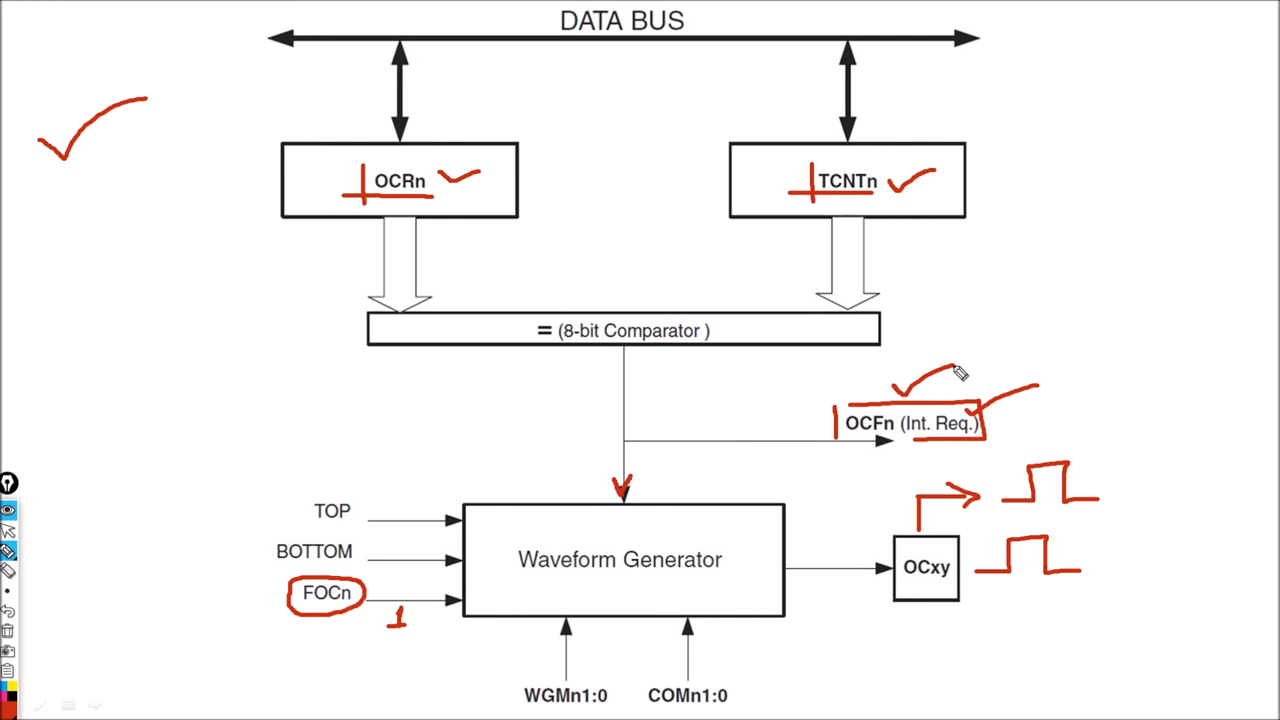 DATA BUS
OCRn
TCNTn
= (8-bit Comparator )
OCFn (Int. Req.)
TOP
BOTTOM
FOCn
1
Waveform Generator
OCxy
WGMn1:0
COMn1:0